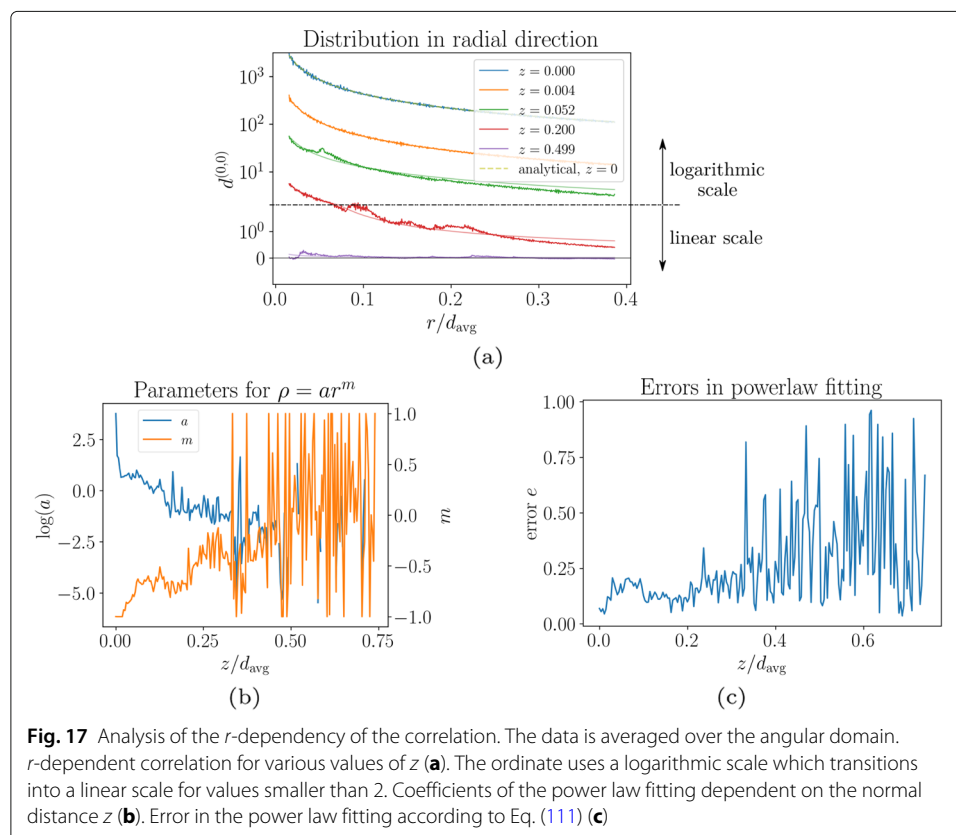 Distribution in radial direction
10³
10²
10¹
10⁰
0
d⁽⁰,⁰⁾
z = 0.000
z = 0.004
z = 0.052
z = 0.200
z = 0.499
analytical, z = 0
logarithmic
scale
linear scale
0.0 0.1 0.2 0.3 0.4
r/d_avg
(a)
Parameters for ρ = ar^m
a
m
2.5
0.0
−2.5
−5.0
log(a)
1.0
0.5
0.0
−0.5
−1.0
m
0.00 0.25 0.50 0.75
z/d_avg
(b)
Errors in powerlaw fitting
1.00
0.75
0.50
0.25
0.00
error e
0.0 0.2 0.4 0.6
z/d_avg
(c)
Fig. 17 Analysis of the r-dependency of the correlation. The data is averaged over the angular domain.
r-dependent correlation for various values of z (a). The ordinate uses a logarithmic scale which transitions
into a linear scale for values smaller than 2. Coefficients of the power law fitting dependent on the normal
distance z (b). Error in the power law fitting according to Eq. (111) (c)